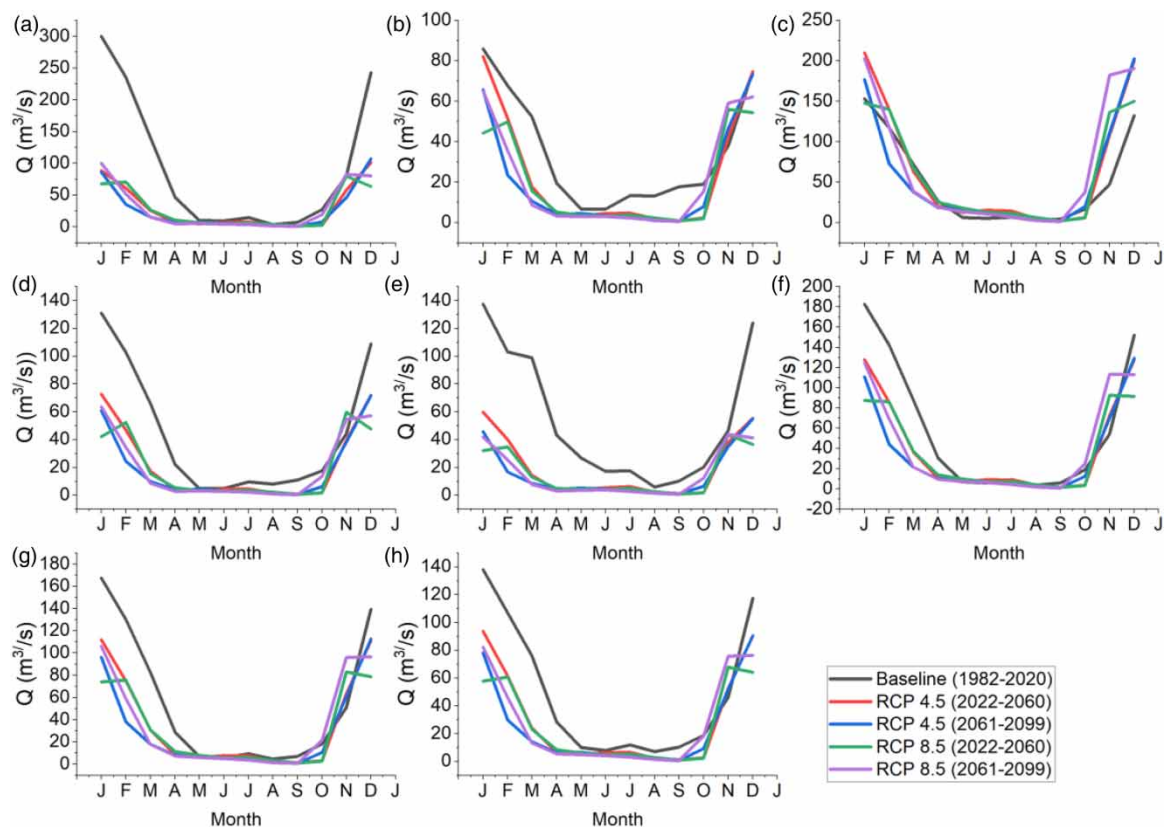 (a)
300
250
200
150
100
50
0
Q (m³/s)
J F M A M J J A S O N D J
Month
(b)
100
80
60
40
20
0
Q (m³/s)
J F M A M J J A S O N D J
Month
(c)
250
200
150
100
50
0
Q (m³/s)
J F M A M J J A S O N D J
Month
(d)
140
120
100
80
60
40
20
0
Q (m³/s))
J F M A M J J A S O N D J
Month
(e)
140
120
100
80
60
40
20
0
Q (m³/s)
J F M A M J J A S O N D J
Month
(f)
200
180
160
140
120
100
80
60
40
20
0
-20
Q (m³/s)
J F M A M J J A S O N D J
Month
(g)
180
160
140
120
100
80
60
40
20
0
Q (m³/s)
J F M A M J J A S O N D J
Month
(h)
140
120
100
80
60
40
20
0
Q (m³/s)
J F M A M J J A S O N D J
Month
Baseline (1982-2020)
RCP 4.5 (2022-2060)
RCP 4.5 (2061-2099)
RCP 8.5 (2022-2060)
RCP 8.5 (2061-2099)